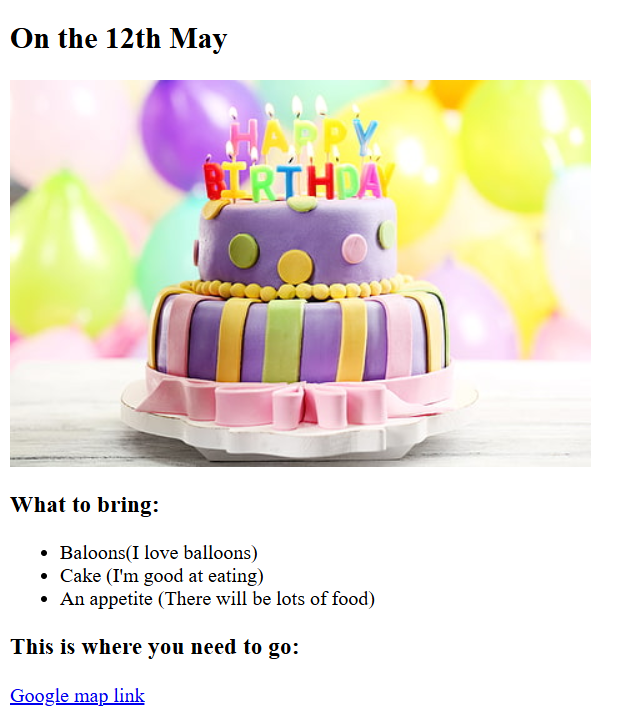 On the 12th May
HAPPY
BIRTHDAY
What to bring:
Baloons(I love balloons)
Cake (I'm good at eating)
An appetite (There will be lots of food)
This is where you need to go:
Google map link